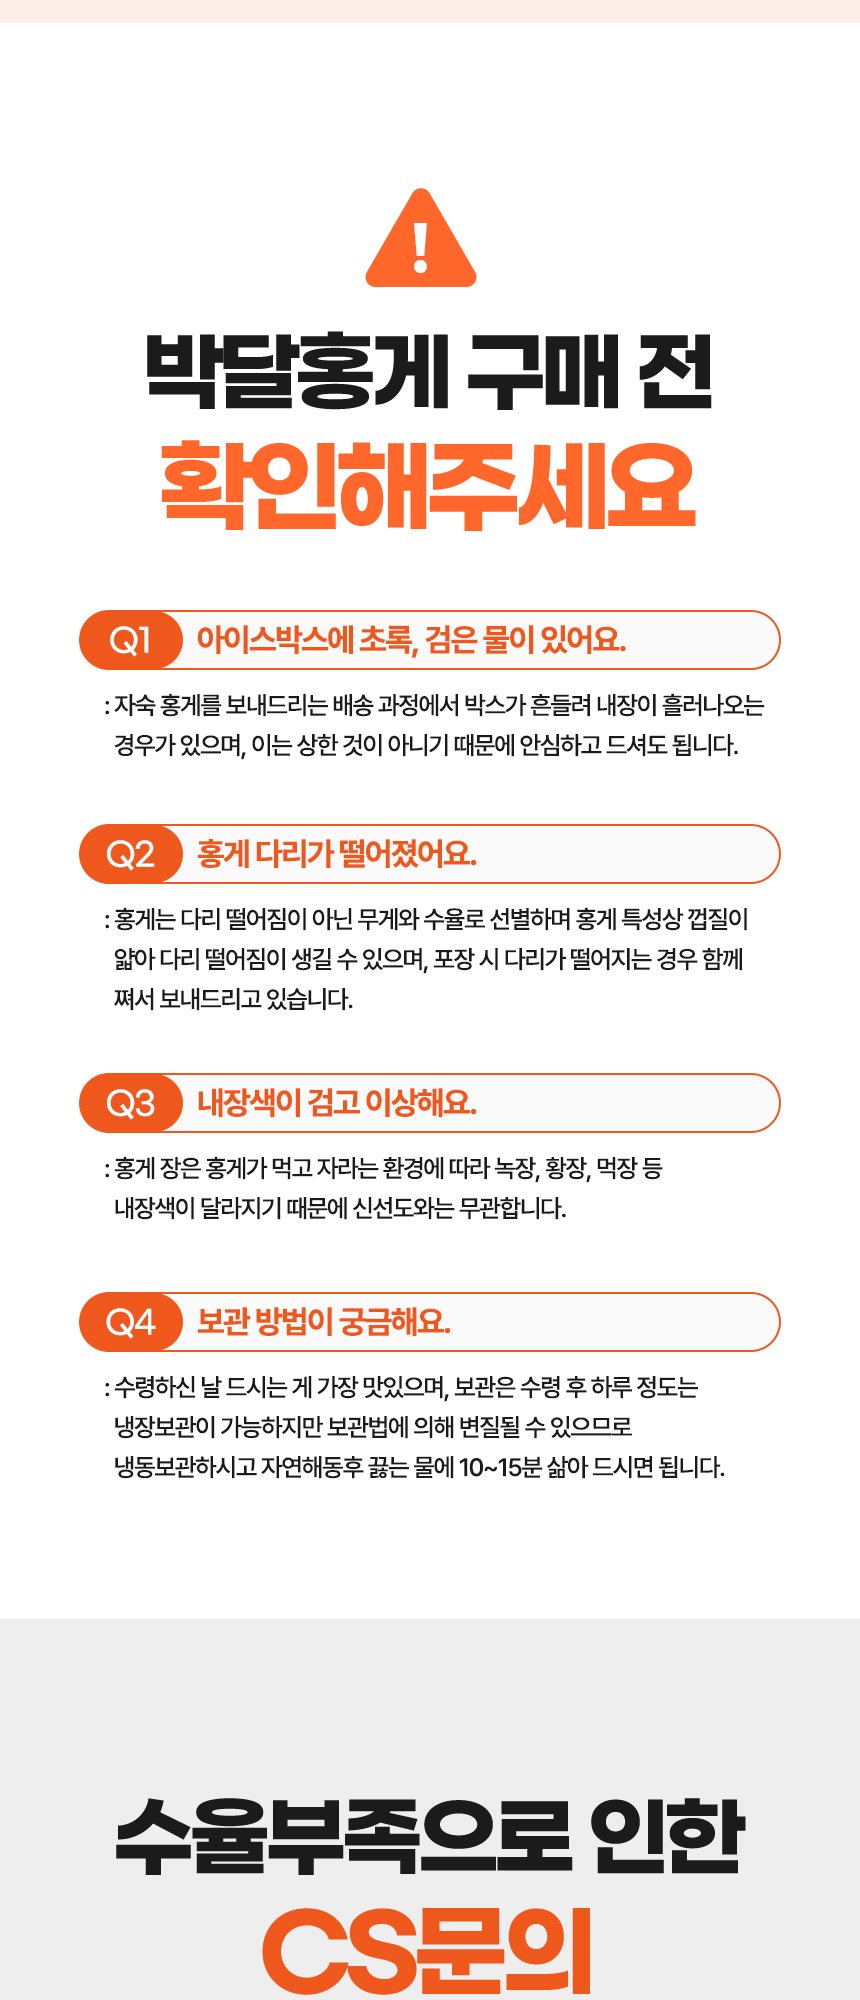 !
박달홍게 구매 전
확인해주세요
Q1 아이스박스에 초록, 검은 물이 있어요.
: 자숙 홍게를 보내드리는 배송 과정에서 박스가 흔들려 내장이 흘러나오는
경우가 있으며, 이는 상한 것이 아니기 때문에 안심하고 드셔도 됩니다.
Q2 홍게 다리가 떨어졌어요.
: 홍게는 다리 떨어짐이 아닌 무게와 수율로 선별하며 홍게 특성상 껍질이
얇아 다리 떨어짐이 생길 수 있으며, 포장 시 다리가 떨어지는 경우 함께
쪄서 보내드리고 있습니다.
Q3 내장색이 검고 이상해요.
: 홍게 장은 홍게가 먹고 자라는 환경에 따라 녹장, 황장, 먹장 등
내장색이 달라지기 때문에 신선도와는 무관합니다.
Q4 보관 방법이 궁금해요.
: 수령하신 날 드시는 게 가장 맛있으며, 보관은 수령 후 하루 정도는
냉장보관이 가능하지만 보관법에 의해 변질될 수 있으므로
냉동보관하시고 자연해동후 끓는 물에 10~15분 삶아 드시면 됩니다.
수율부족으로 인한
CS문의